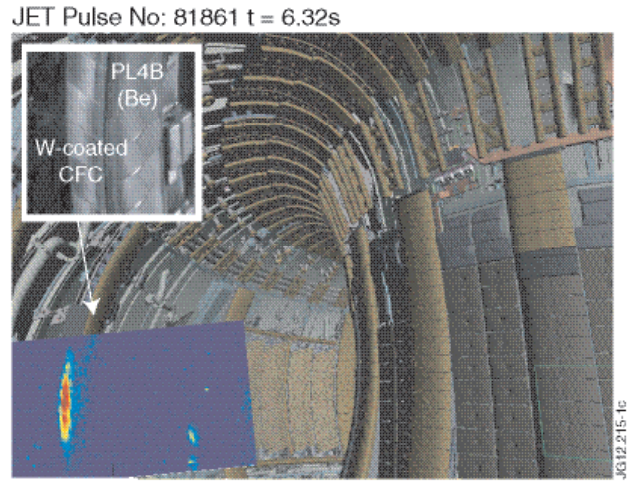 JET Pulse No: 81861 t = 6.32s
PL4B
(Be)
W-coated
CFC
JG12.215-1c